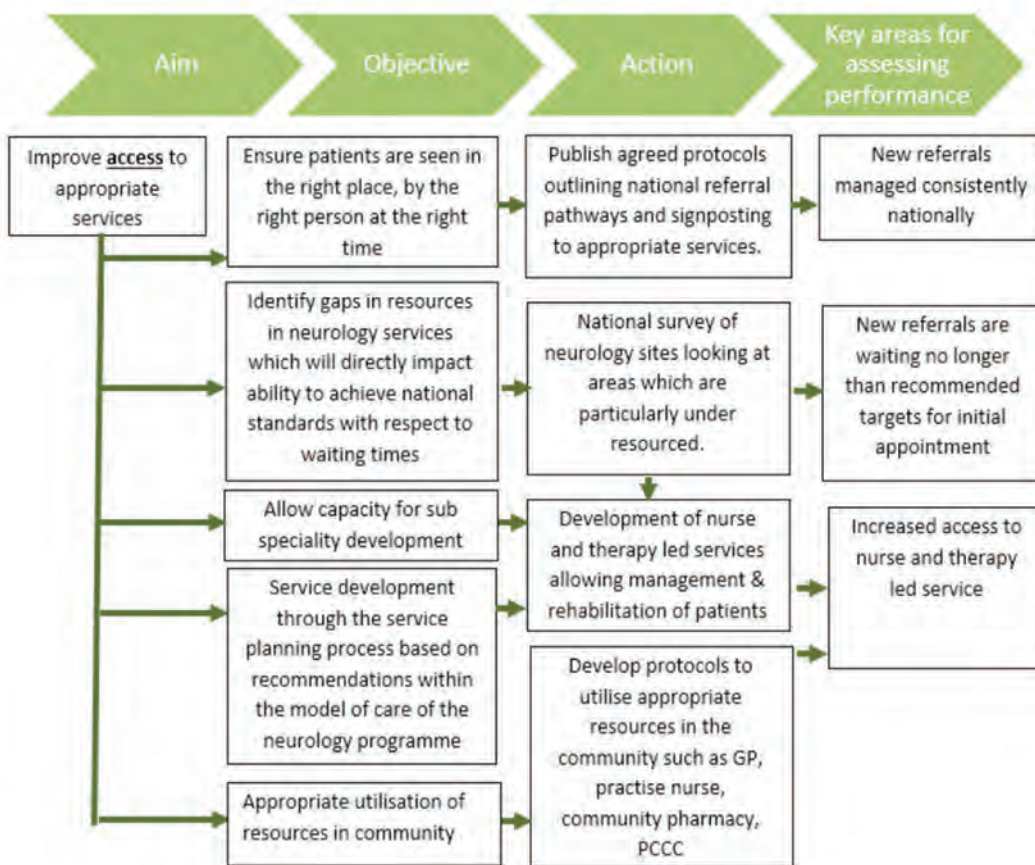 Aim
Objective
Action
Key areas for
assessing
performance
Improve access to
appropriate
services
Ensure patients are seen in
the right place, by the
right person at the right
time
Publish agreed protocols
outlining national referral
pathways and signposting
to appropriate services.
New referrals
managed consistently
nationally
Identify gaps in resources
in neurology services
which will directly impact
ability to achieve national
standards with respect to
waiting times
National survey of
neurology sites looking at
areas which are
particularly under
resourced.
New referrals are
waiting no longer
than recommended
targets for initial
appointment
Allow capacity for sub
speciality development
Development of nurse
and therapy led services
allowing management &
rehabilitation of patients
Increased access to
nurse and therapy
led service
Service development
through the service
planning process based on
recommendations within
the model of care of the
neurology programme
Develop protocols to
utilise appropriate
resources in the
community such as GP,
practise nurse,
community pharmacy,
PCCC
Appropriate utilisation of
resources in community